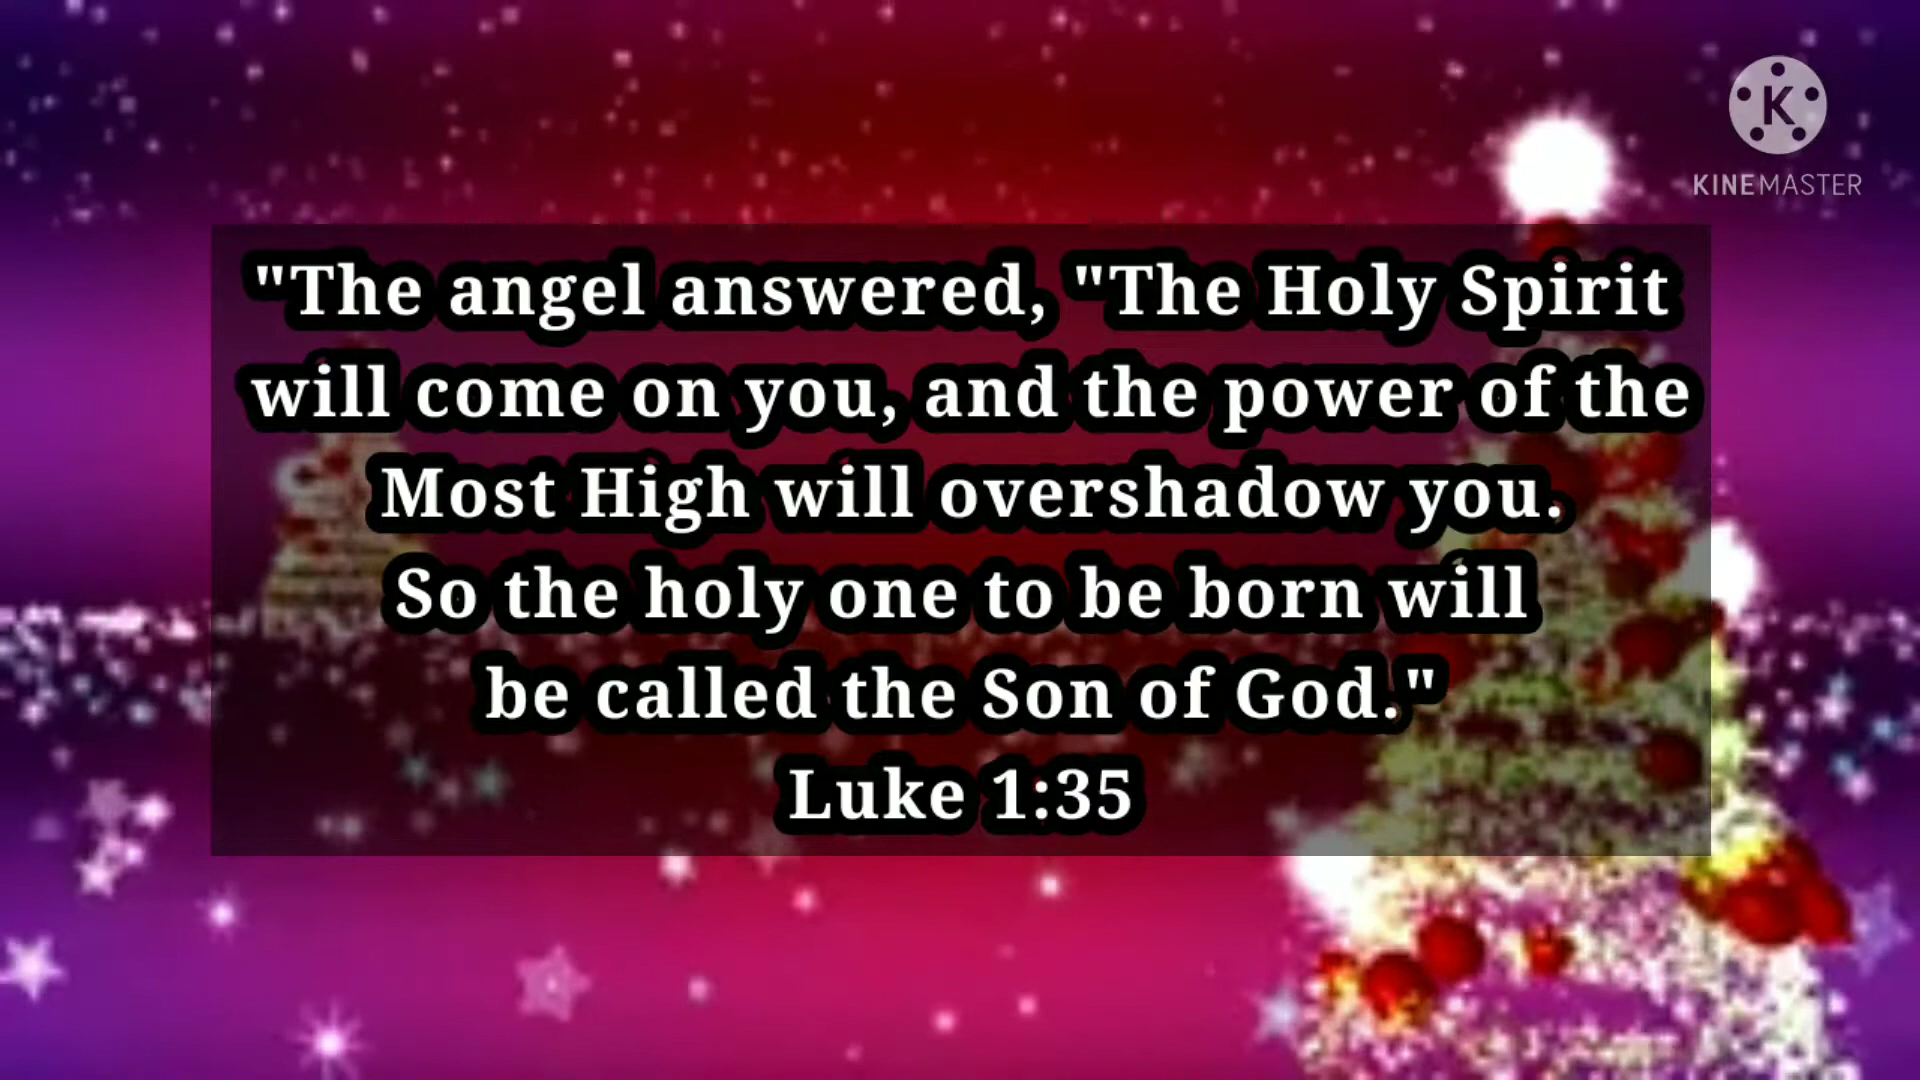 K
KINEMASTER
"The angel answered, "The Holy Spirit
will come on you, and the power of the
Most High will overshadow you.
So the holy one to be born will
be called the Son of God."
Luke 1:35